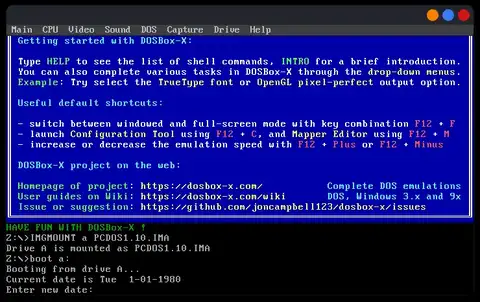 Main CPU Video Sound DOS Capture Drive Help
Getting started with DOSBox-X:
Type HELP to see the list of shell commands, INTRO for a brief introduction.
You can also complete various tasks in DOSBox-X through the drop-down menus.
Example: Try select the TrueType font or OpenGL pixel-perfect output option.
Useful default shortcuts:
- switch between windowed and full-screen mode with key combination F12 + F
- launch Configuration Tool using F12 + C, and Mapper Editor using F12 + M
- increase or decrease the emulation speed with F12 + Plus or F12 + Minus
DOSBox-X project on the web:
Homepage of project: https://dosbox-x.com/ Complete DOS emulations
User guides on Wiki: https://dosbox-x.com/wiki DOS, Windows 3.x and 9x
Issue or suggestion: https://github.com/joncampbell123/dosbox-x/issues
HAVE FUN WITH DOSBox-X !
Z:\>IMGMOUNT a PCDOS1.10.IMA
Drive A is mounted as PCDOS1.10.IMA
Z:\>boot a:
Booting from drive A...
Current date is Tue 1-01-1980
Enter new date: